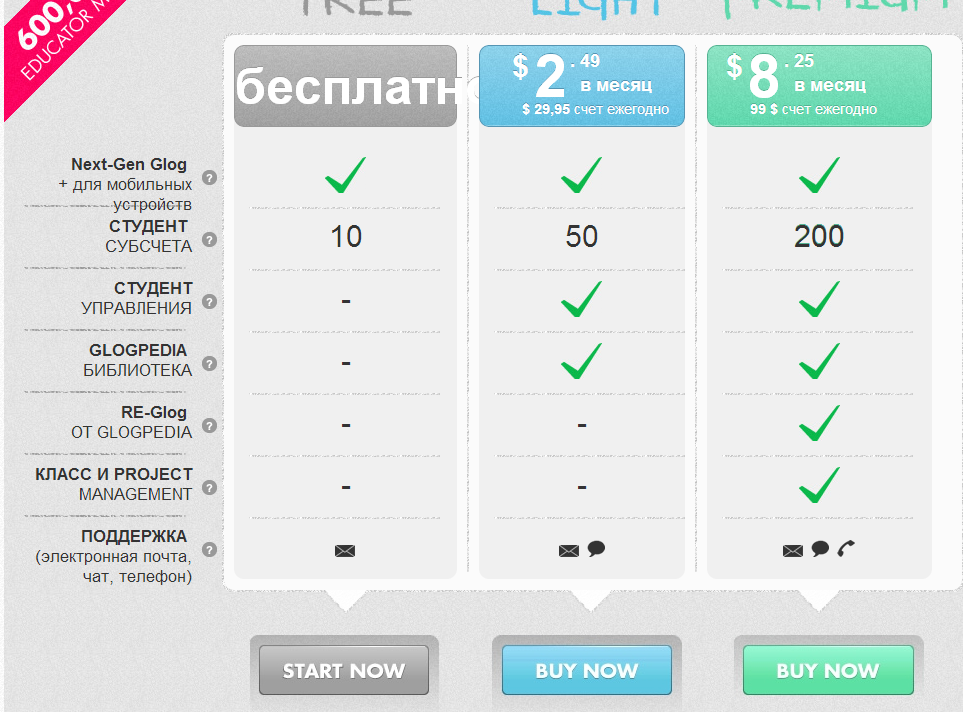 FREE LIGHT PREMIUM
600,
EDUCATOR M
бесплатно
$ 2.49
в месяц
$ 29,95 счет ежегодно
$ 8.25
в месяц
99 $ счет ежегодно
Next-Gen Glog
+ для мобильных
устройств
?
СТУДЕНТ
СУБСЧЕТА
?
10 50 200
СТУДЕНТ
УПРАВЛЕНИЯ
?
-
GLOGPEDIA
БИБЛИОТЕКА
?
-
RE-Glog
ОТ GLOGPEDIA
?
- -
КЛАСС И PROJECT
MANAGEMENT
?
- -
ПОДДЕРЖКА
(электронная почта,
чат, телефон)
?
START NOW BUY NOW BUY NOW